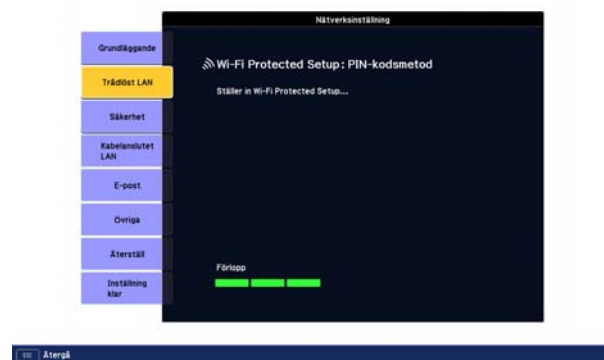 Nätverksinställning
Grundläggande
Trådlöst LAN
Säkerhet
Kabelanslutet
LAN
E-post
Övriga
Återställ
Inställning
klar
Wi-Fi Protected Setup: PIN-kodsmetod
Ställer in Wi-Fi Protected Setup...
Förlopp
Esc Återgå